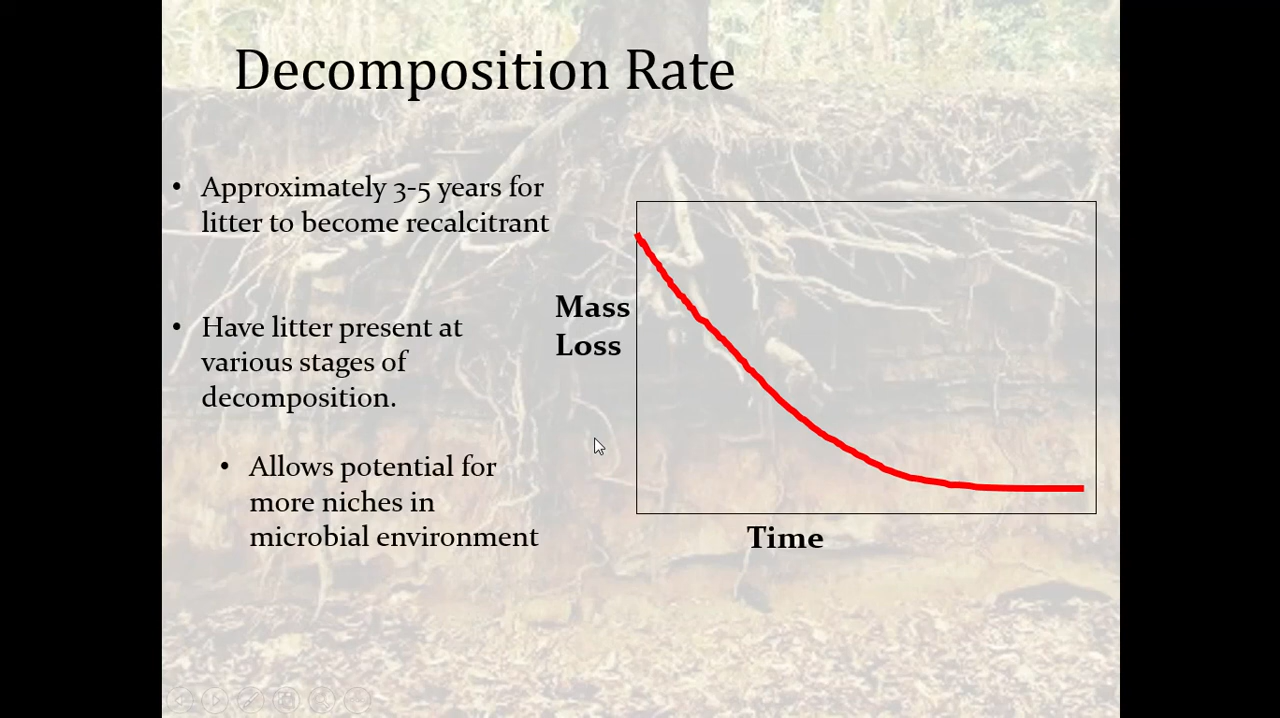 Decomposition Rate
• Approximately 3-5 years for
litter to become recalcitrant
• Have litter present at
various stages of
decomposition.
• Allows potential for
more niches in
microbial environment
Mass
Loss
Time